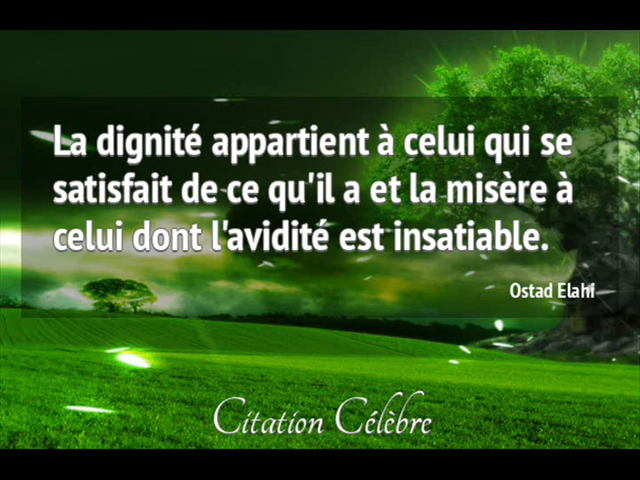 La dignité appartient à celui qui se
satisfait de ce qu'il a et la misère à
celui dont l'avidité est insatiable.
Ostad Elahi
Citation Célèbre